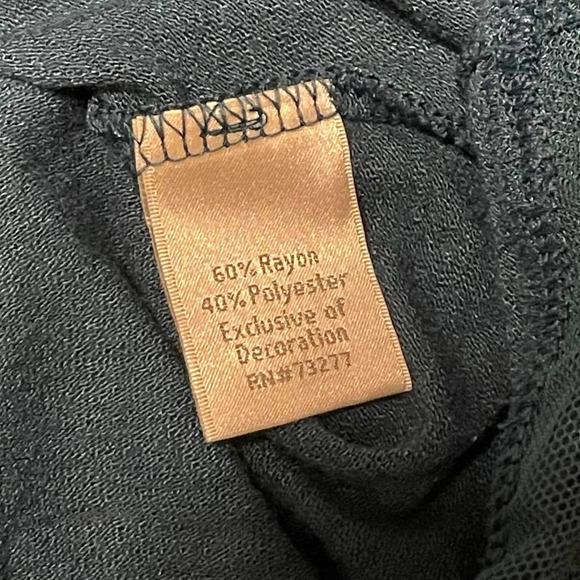 60% Rayon
40% Polyester
Exclusive of
Decoration
RN#73277